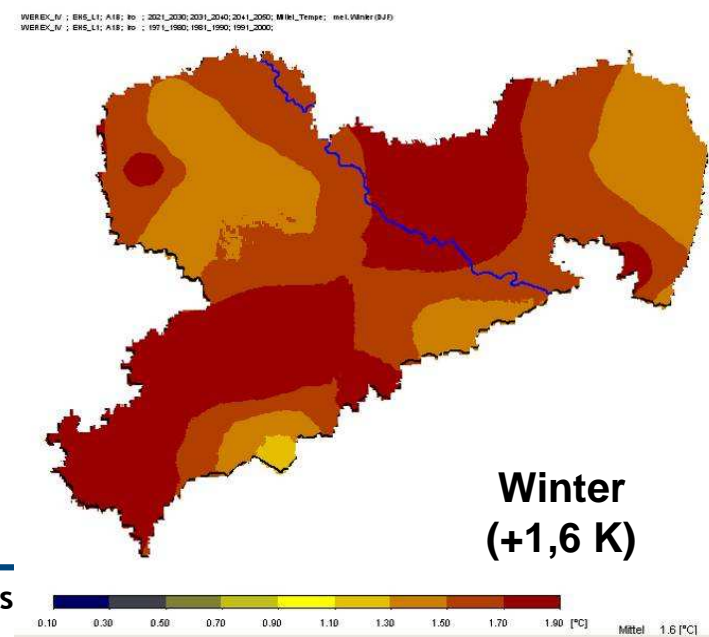 WEREX_IV ; EH5_L1; A1B; tro ; 2021_2030; 2031_2040; 2041_2050; Mittel_Tempe; mel. Winter (DJF)
WEREX_IV ; EH5_L1; A1B; tro ; 1971_1980; 1981_1990; 1991_2000;
Winter
(+1,6 K)
s
0.10 0.30 0.50 0.70 0.90 1.10 1.30 1.50 1.70 1.90 [°C]
Mittel 1.6 [°C]